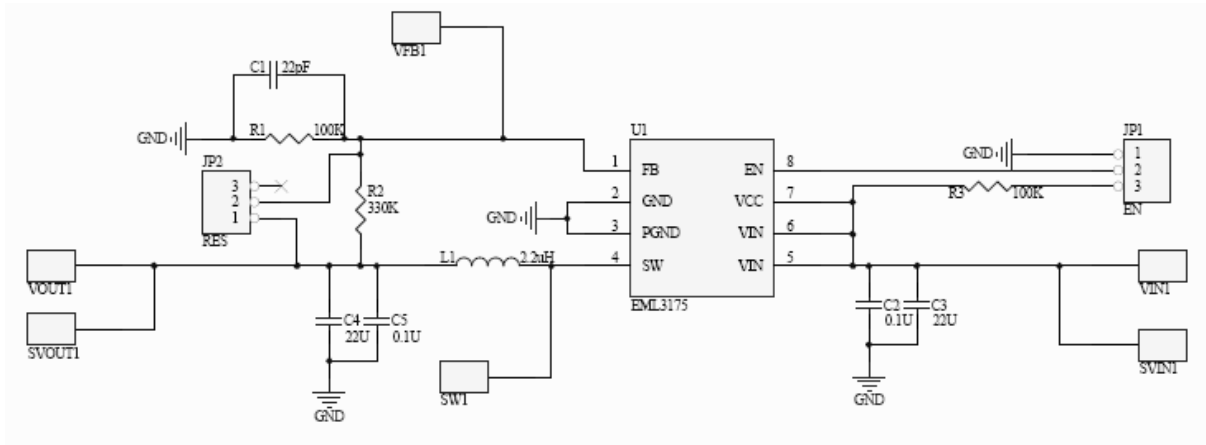 VFB1
C1 22pF
GND R1 100K
U1
JP1
1 FB EN 8
GND 1
2
3
R3 100K
EN
JP2
3
2
1
RES
R2
330K
2 GND VCC 7
GND
3 PGND VIN 6
4 SW VIN 5
L1 2.2uH
EML3175
VOUT1
SVOUT1
C4
22U
C5
0.1U
GND
SW1
C2
0.1U
C3
22U
GND
VIN1
SVIN1